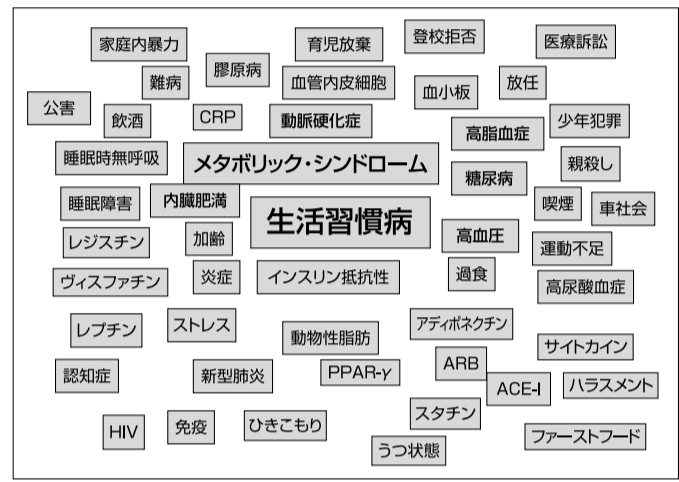 家庭内暴力
育児放棄
登校拒否
医療訴訟
難病
膠原病
血管内皮細胞
血小板
放任
公害
飲酒
CRP
動脈硬化症
高脂血症
少年犯罪
睡眠時無呼吸
メタボリック・シンドローム
糖尿病
親殺し
睡眠障害
内臓肥満
生活習慣病
喫煙
車社会
レジスチン
加齢
高血圧
運動不足
ヴィスファチン
炎症
インスリン抵抗性
過食
高尿酸血症
レプチン
ストレス
動物性脂肪
アディポネクチン
サイトカイン
認知症
新型肺炎
PPAR-γ
ARB
ACE-I
ハラスメント
HIV
免疫
ひきこもり
スタチン
うつ状態
ファーストフード